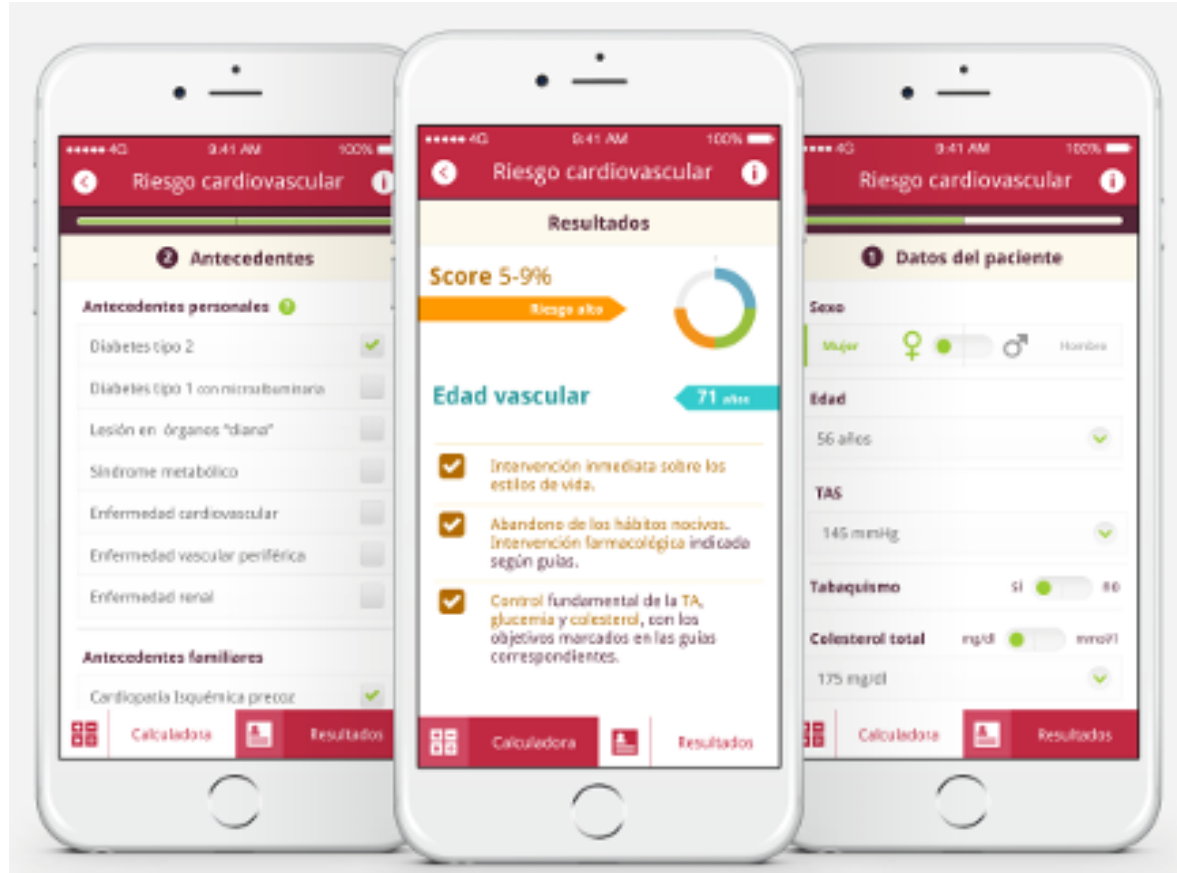 4G 9:41 AM 100%
Riesgo cardiovascular
2 Antecedentes
Antecedentes personales ?
Diabetes tipo 2
Diabetes tipo 1 con microalbuminaria
Lesión en órganos "diana"
Síndrome metabólico
Enfermedad cardiovascular
Enfermedad vascular periférica
Enfermedad renal
Antecedentes familiares
Cardiopatía Isquémica precoz
Calculadora Resultados
4G 9:41 AM 100%
Riesgo cardiovascular
Resultados
Score 5-9%
Riesgo alto
Edad vascular 71 años
Intervención inmediata sobre los
estilos de vida.
Abandono de los hábitos nocivos.
Intervención farmacológica indicada
según guías.
Control fundamental de la TA,
glucemia y colesterol, con los
objetivos marcados en las guías
correspondientes.
Calculadora Resultados
4G 9:41 AM 100%
Riesgo cardiovascular
1 Datos del paciente
Sexo
Mujer Hombre
Edad
56 años
TAS
145 mmHg
Tabaquismo sí no
Colesterol total mg/dl mmol/l
175 mg/dl
Calculadora Resultados